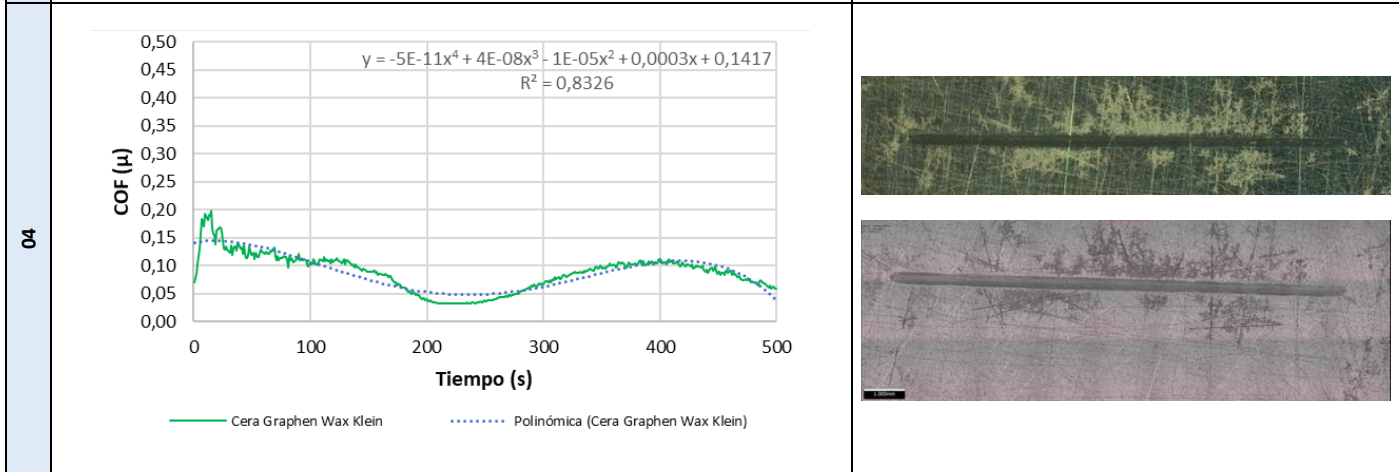 04
0,50
0,45
0,40
0,35
0,30
0,25
0,20
0,15
0,10
0,05
0,00
COF (μ)
y = -5E-11x⁴ + 4E-08x³ - 1E-05x² + 0,0003x + 0,1417
R² = 0,8326
0 100 200 300 400 500
Tiempo (s)
Cera Graphen Wax Klein Polinómica (Cera Graphen Wax Klein)
1.000mm